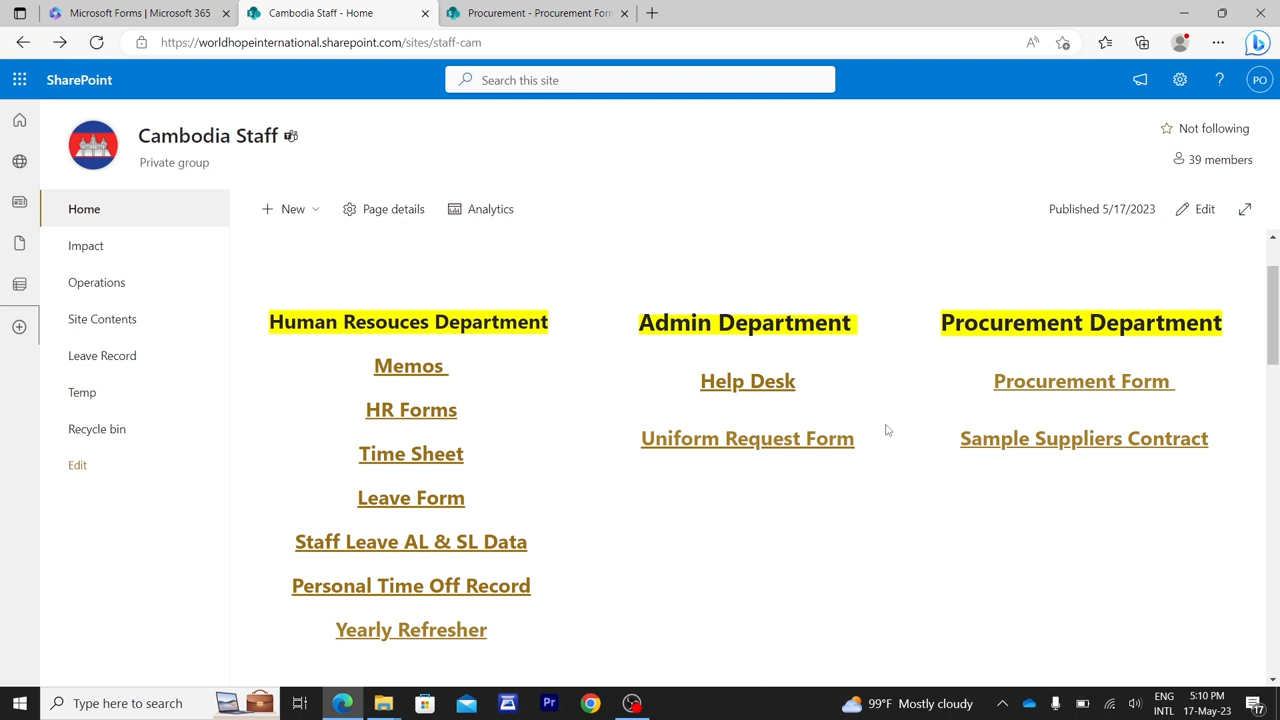 Microsoft Forms | Microsoft 365
Cambodia Staff - Home
Procurement - Procurement Form
https://worldhopeinternational.sharepoint.com/sites/staff-cam
SharePoint
Search this site
PO
Cambodia Staff
Private group
Not following
39 members
Home
New
Page details
Analytics
Published 5/17/2023
Edit
Impact
Operations
Site Contents
Leave Record
Temp
Recycle bin
Edit
Human Resouces Department
Memos
HR Forms
Time Sheet
Leave Form
Staff Leave AL & SL Data
Personal Time Off Record
Yearly Refresher
Admin Department
Help Desk
Uniform Request Form
Procurement Department
Procurement Form
Sample Suppliers Contract
Type here to search
Pr
99°F Mostly cloudy
ENG
INTL
5:10 PM
17-May-23
17